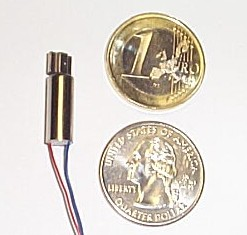 1 EURO
UNITED STATES OF AMERICA
LIBERTY
QUARTER DOLLAR